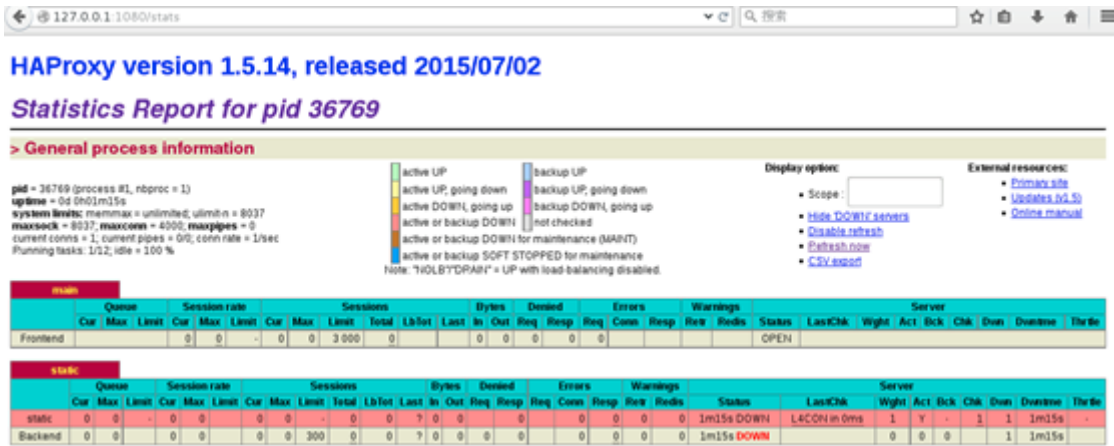 127.0.0.1:1080/stats
搜索
HAProxy version 1.5.14, released 2015/07/02
Statistics Report for pid 36769
> General process information
pid = 36769 (process #1, nbproc = 1)
uptime = 0d 0h01m15s
system limits: memmax = unlimited; ulimit-n = 8037
maxsock = 8037; maxconn = 4000; maxpipes = 0
current conns = 1; current pipes = 0/0; conn rate = 1/sec
Running tasks: 1/12; idle = 100 %
active UP backup UP
active UP, going down backup UP, going down
active DOWN, going up backup DOWN, going up
active or backup DOWN not checked
active or backup DOWN for maintenance (MAINT)
active or backup SOFT STOPPED for maintenance
Note: "NOLB"/"DRAIN" = UP with load-balancing disabled.
Display option:
Scope :
Hide 'DOWN' servers
Disable refresh
Refresh now
CSV export
External resources:
Primary site
Updates (v1.5)
Online manual
main
Queue Session rate Sessions Bytes Denied Errors Warnings Server
Cur Max Limit Cur Max Limit Cur Max Limit Total LbTot Last In Out Req Resp Req Conn Resp Retr Redis Status LastChk Wght Act Bck Chk Dwn Dwntme Thrtle
Frontend 0 0 - 0 0 3 000 0 0 0 0 0 0 OPEN
static
Queue Session rate Sessions Bytes Denied Errors Warnings Server
Cur Max Limit Cur Max Limit Cur Max Limit Total LbTot Last In Out Req Resp Req Conn Resp Retr Redis Status LastChk Wght Act Bck Chk Dwn Dwntme Thrtle
static 0 0 - 0 0 0 0 - 0 0 ? 0 0 0 0 0 0 0 1m15s DOWN L4CON in 0ms 1 Y - 1 1 1m15s -
Backend 0 0 0 0 0 0 300 0 0 ? 0 0 0 0 0 0 0 0 1m15s DOWN 0 0 0 1 1m15s